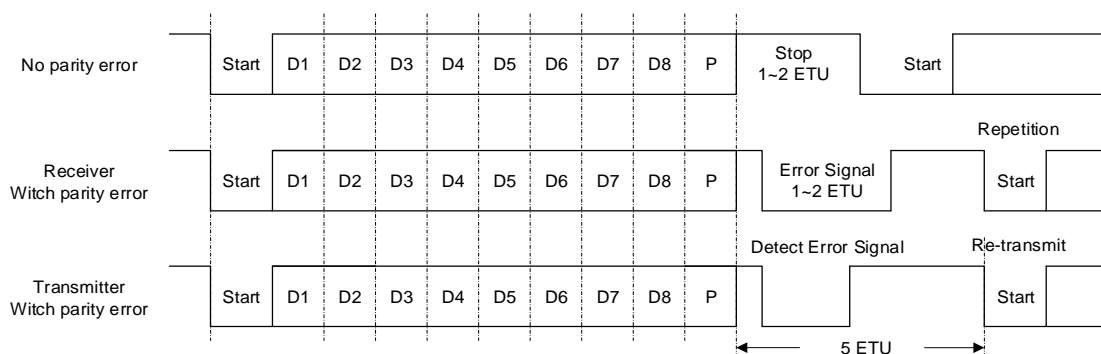 No parity error
Start D1 D2 D3 D4 D5 D6 D7 D8 P Stop
1~2 ETU
Start
Repetition
Receiver
Witch parity error
Start D1 D2 D3 D4 D5 D6 D7 D8 P Error Signal
1~2 ETU
Start
Detect Error Signal
Re-transmit
Transmitter
Witch parity error
Start D1 D2 D3 D4 D5 D6 D7 D8 P Start
5 ETU